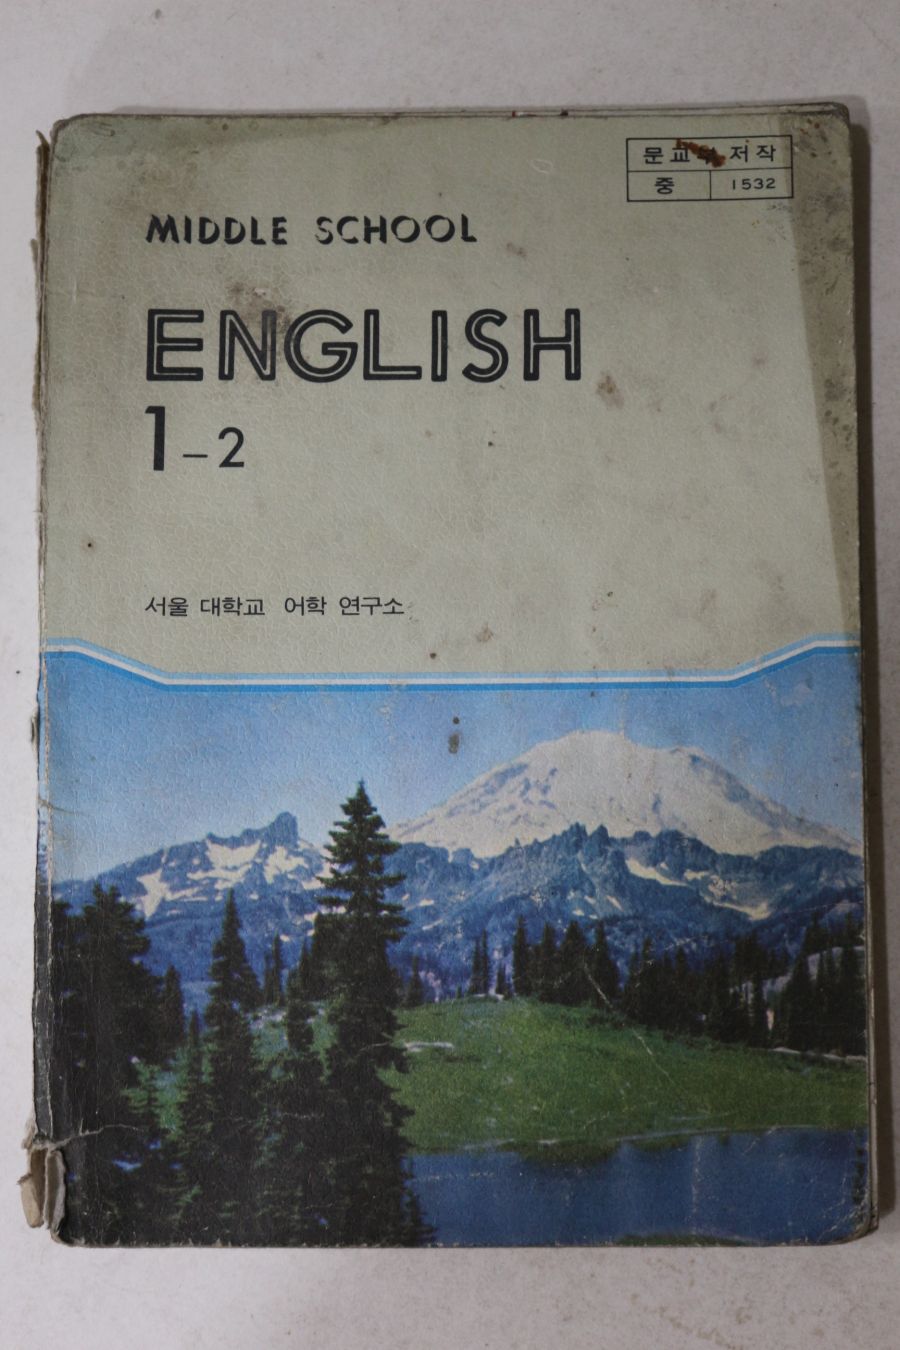 문교부 저작
중 1532
MIDDLE SCHOOL
ENGLISH
1-2
서울 대학교 어학 연구소